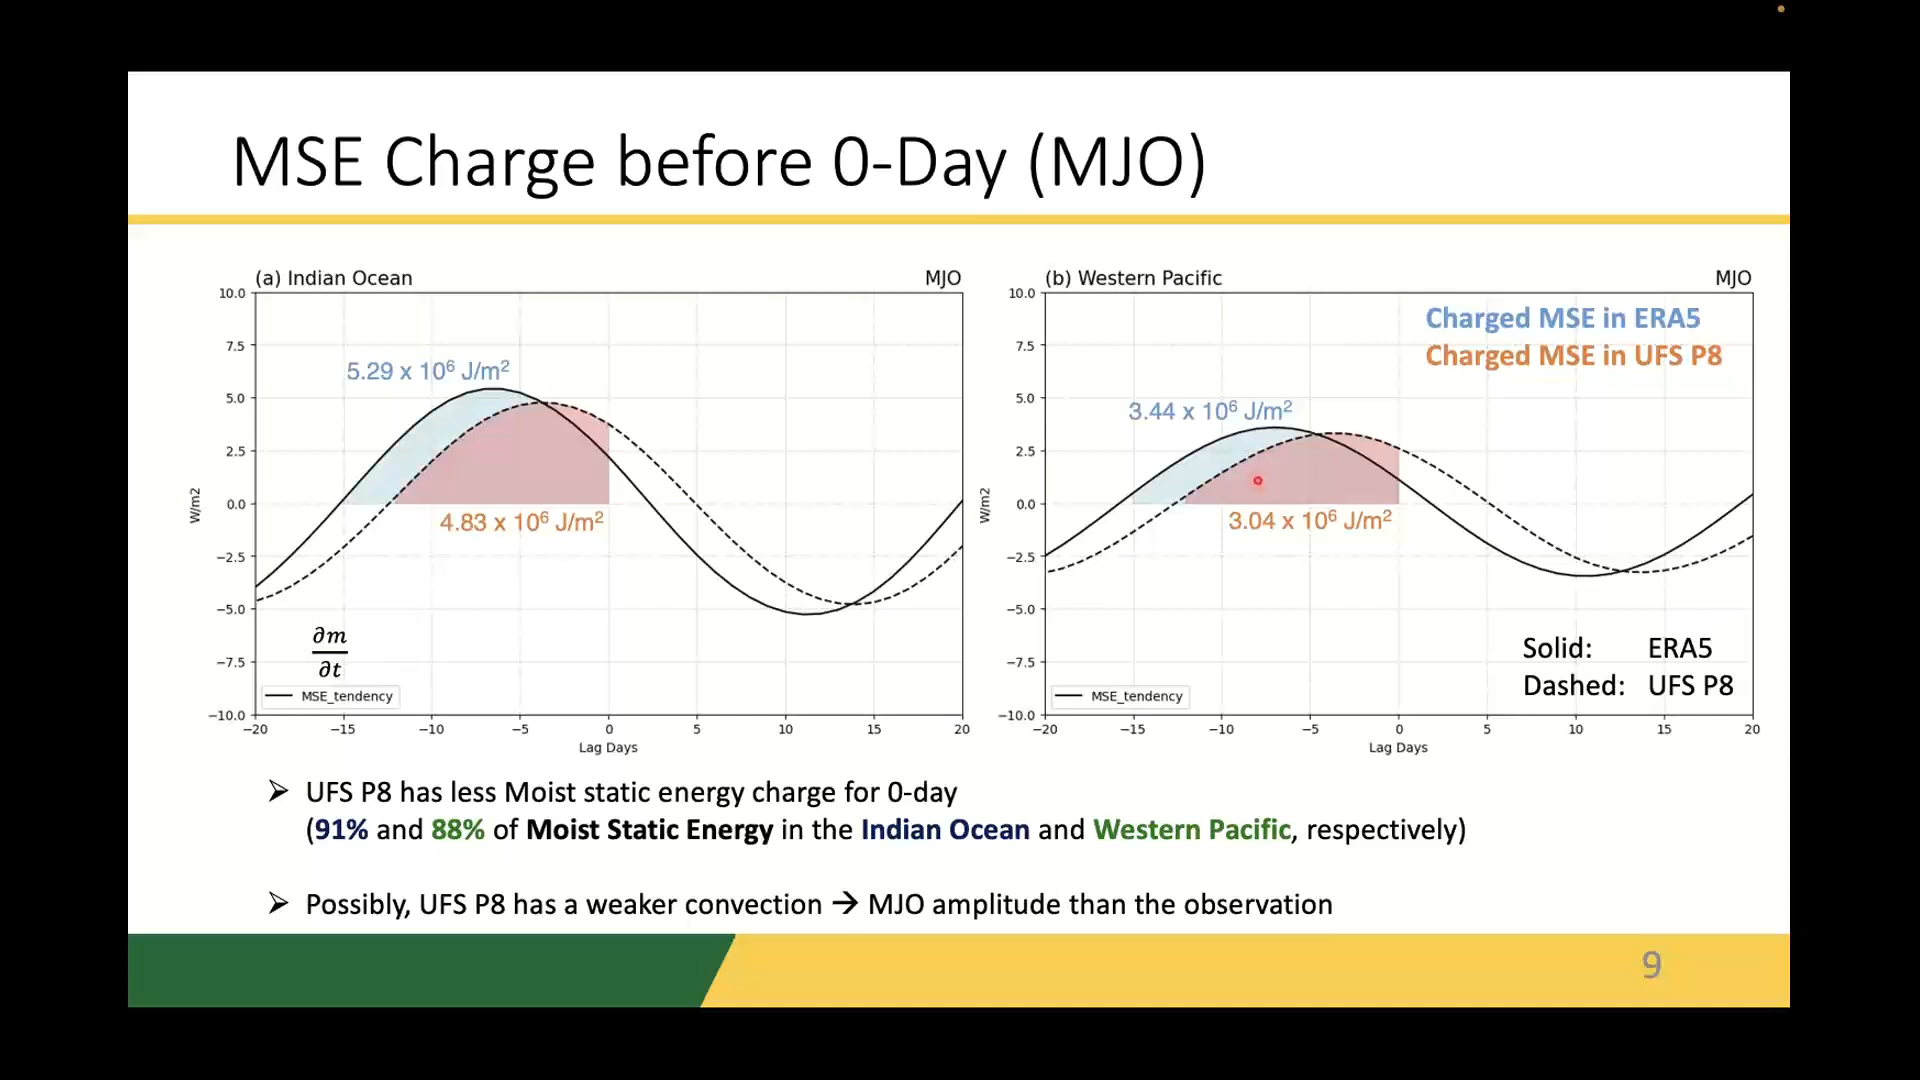 MSE Charge before 0-Day (MJO)
(a) Indian Ocean MJO
10.0
7.5
5.0
2.5
0.0
−2.5
−5.0
−7.5
−10.0
W/m2
5.29 x 10⁶ J/m²
4.83 x 10⁶ J/m²
∂m
∂t
MSE_tendency
−20 −15 −10 −5 0 5 10 15 20
Lag Days
(b) Western Pacific MJO
10.0
7.5
5.0
2.5
0.0
−2.5
−5.0
−7.5
−10.0
W/m2
Charged MSE in ERA5
Charged MSE in UFS P8
3.44 x 10⁶ J/m²
3.04 x 10⁶ J/m²
Solid: ERA5
Dashed: UFS P8
MSE_tendency
−20 −15 −10 −5 0 5 10 15 20
Lag Days
➢ UFS P8 has less Moist static energy charge for 0-day
(91% and 88% of Moist Static Energy in the Indian Ocean and Western Pacific, respectively)
➢ Possibly, UFS P8 has a weaker convection → MJO amplitude than the observation
9